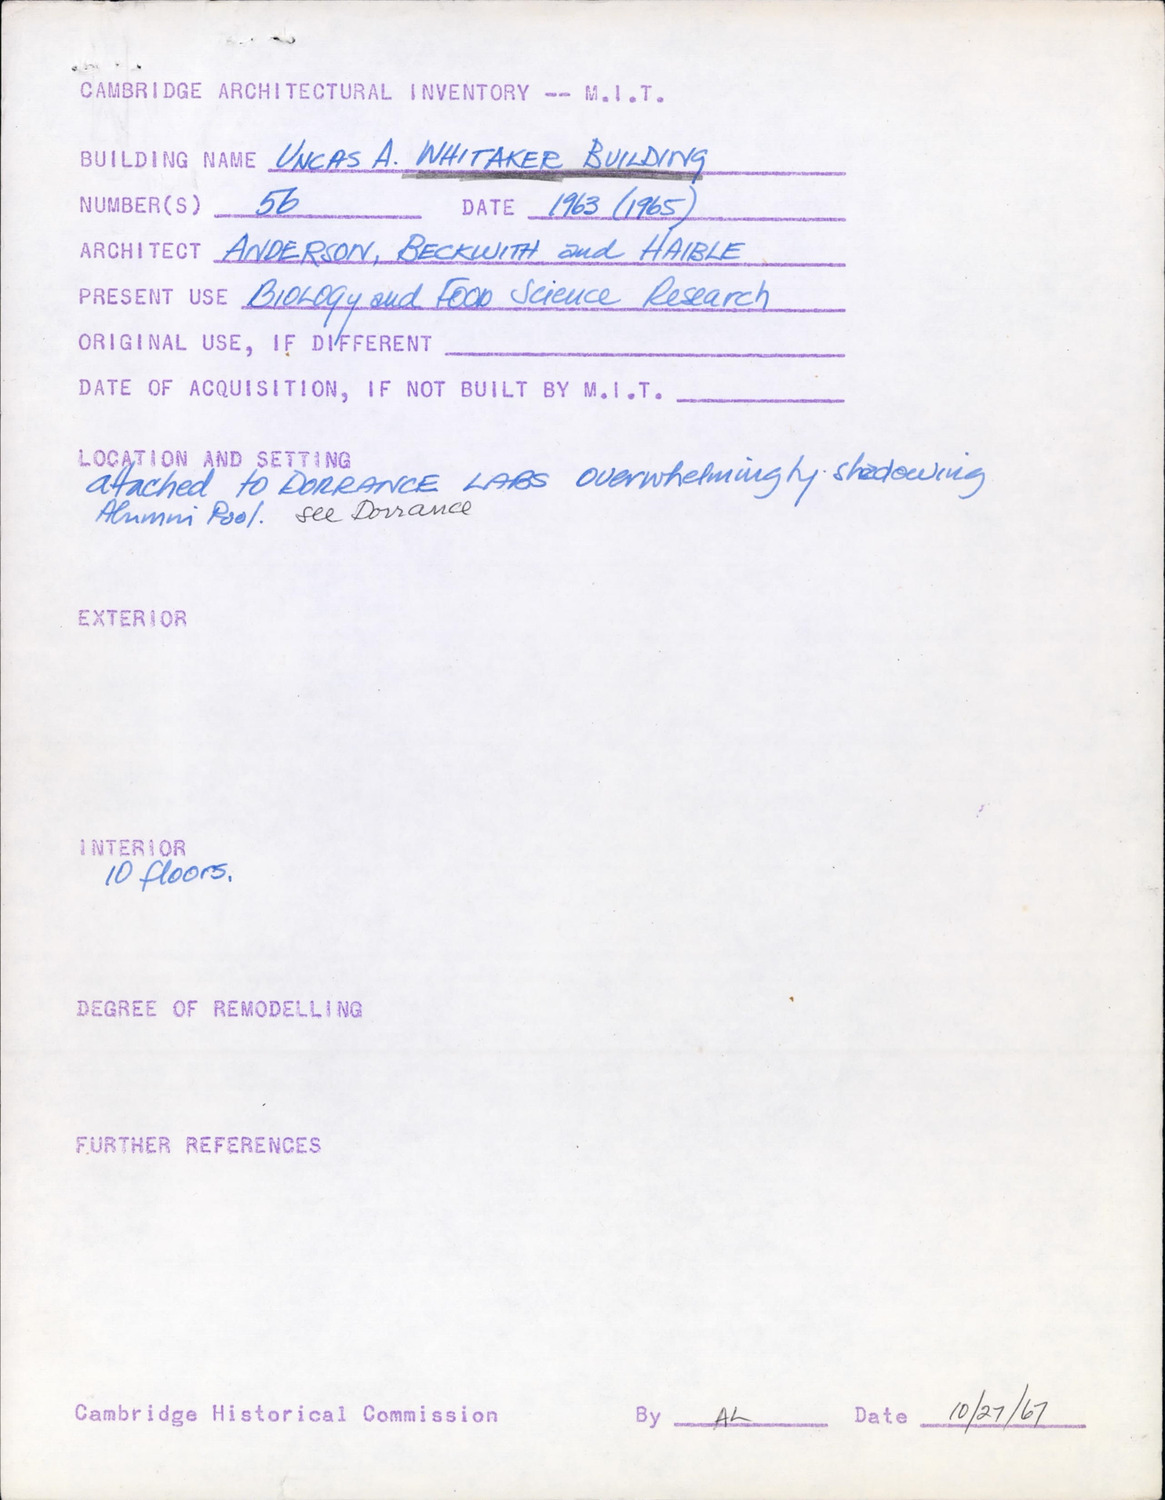 CAMBRIDGE ARCHITECTURAL INVENTORY -- M.I.T.
BUILDING NAME UNCAS A. WHITAKER BUILDING
NUMBER(S) 56 DATE 1963 (1965)
ARCHITECT ANDERSON, BECKWITH and HAIBLE
PRESENT USE BIOLOGY and FOOD Science Research
ORIGINAL USE, IF DIFFERENT
DATE OF ACQUISITION, IF NOT BUILT BY M.I.T.
LOCATION AND SETTING
attached to DORRANCE LABS overwhelmingly shadowing
Alumni Pool. see Dorrance
EXTERIOR
INTERIOR
10 floors.
DEGREE OF REMODELLING
FURTHER REFERENCES
Cambridge Historical Commission By AL Date 10/27/67